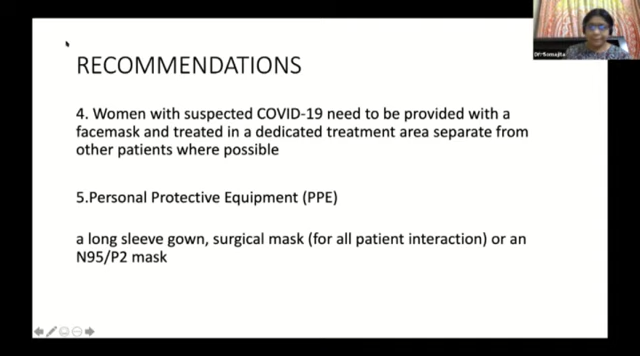 RECOMMENDATIONS
4. Women with suspected COVID-19 need to be provided with a
facemask and treated in a dedicated treatment area separate from
other patients where possible
5.Personal Protective Equipment (PPE)
a long sleeve gown, surgical mask (for all patient interaction) or an
N95/P2 mask